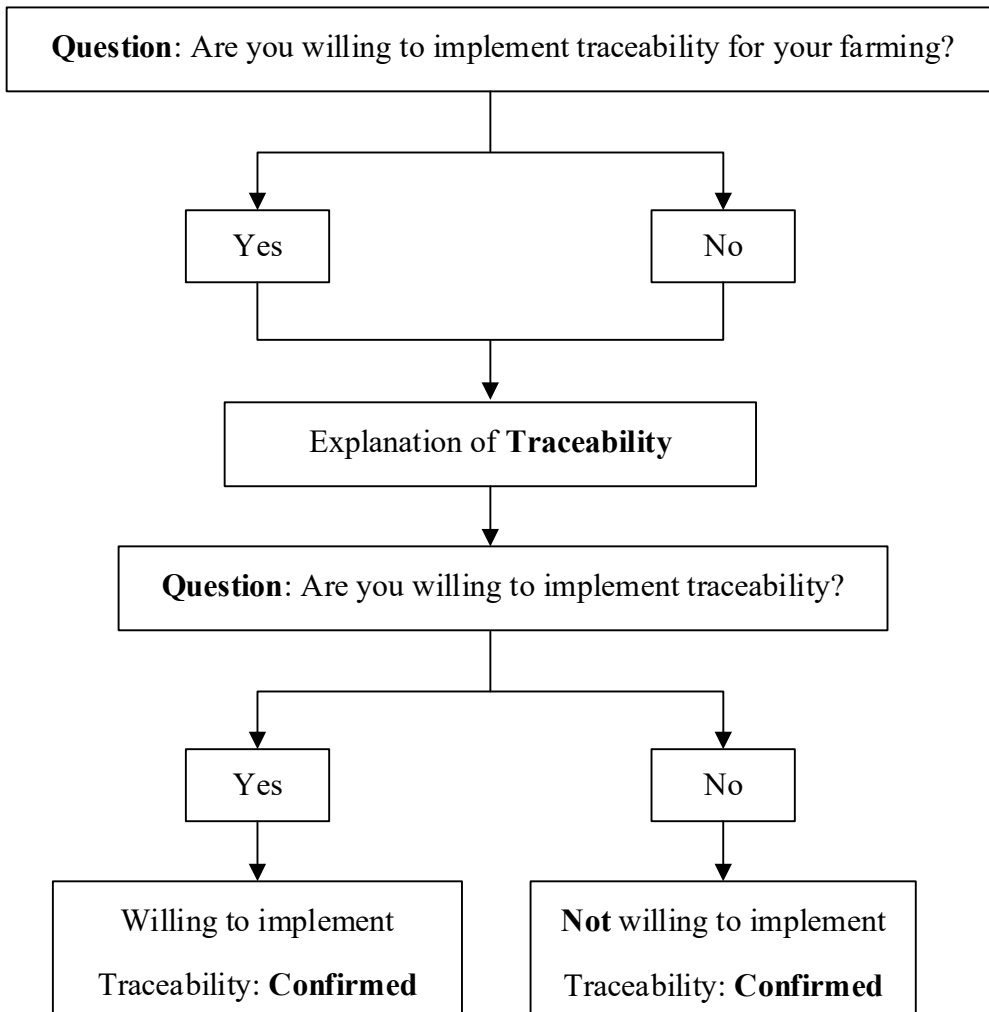 Question: Are you willing to implement traceability for your farming?
Yes
No
Explanation of Traceability
Question: Are you willing to implement traceability?
Yes
No
Willing to implement
Traceability: Confirmed
Not willing to implement
Traceability: Confirmed